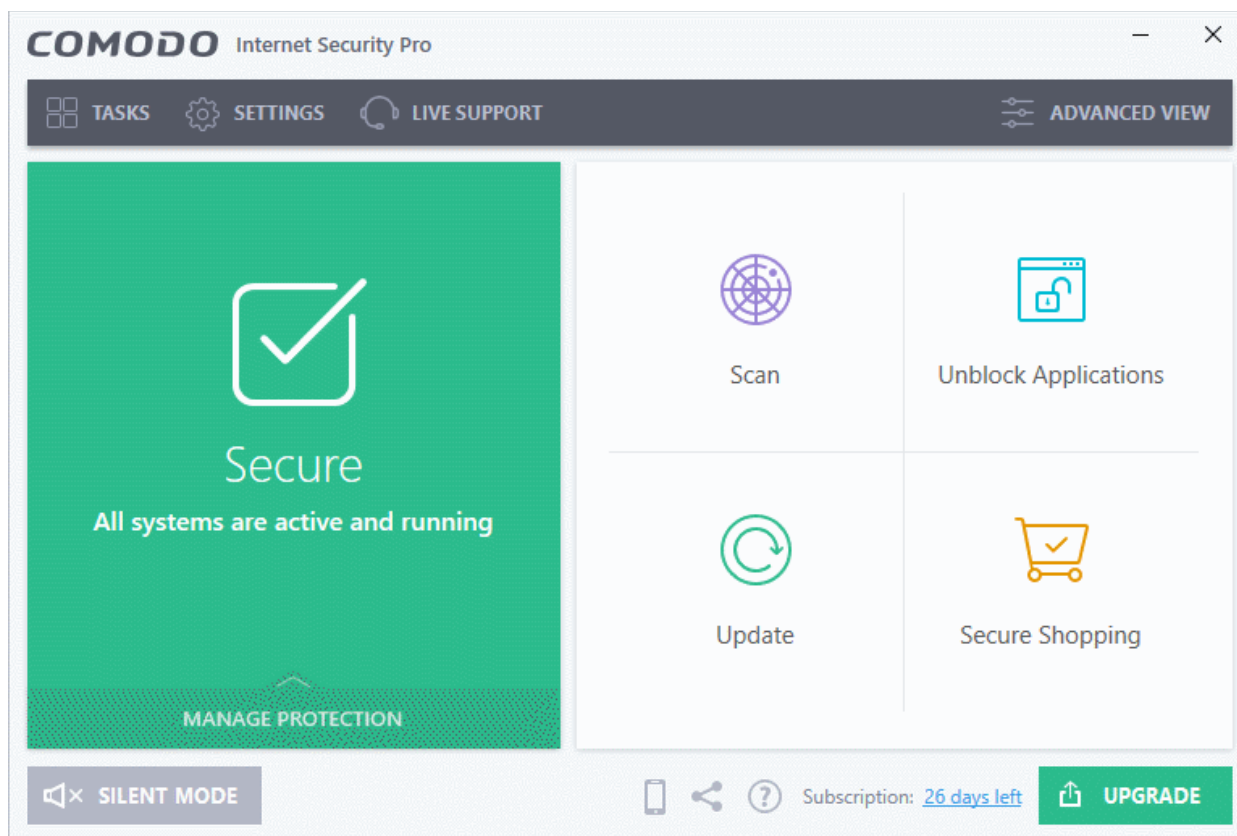 COMODO Internet Security Pro
TASKS SETTINGS LIVE SUPPORT ADVANCED VIEW
Secure
All systems are active and running
MANAGE PROTECTION
Scan
Unblock Applications
Update
Secure Shopping
SILENT MODE
? Subscription: 26 days left UPGRADE